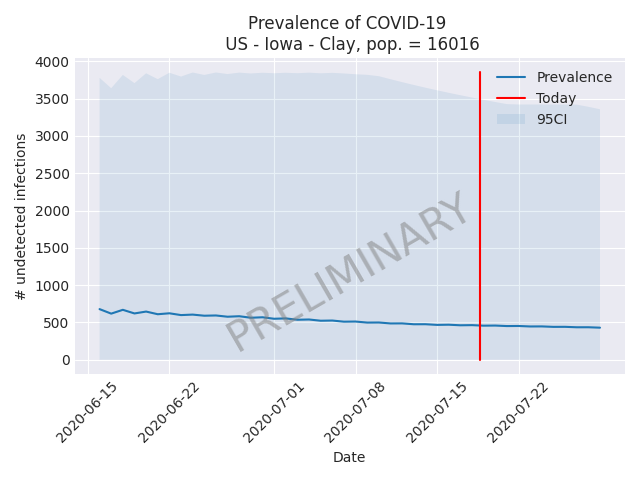 Prevalence of COVID-19
US - Iowa - Clay, pop. = 16016
Prevalence
Today
95CI
# undetected infections
4000
3500
3000
2500
2000
1500
1000
500
0
PRELIMINARY
2020-06-15
2020-06-22
2020-07-01
2020-07-08
2020-07-15
2020-07-22
Date